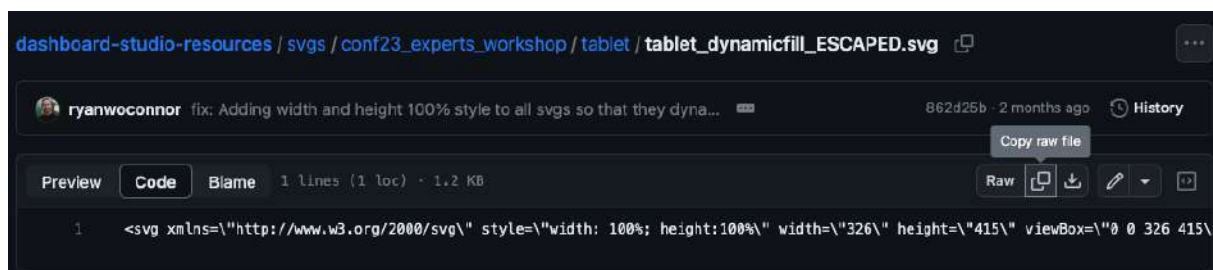 dashboard-studio-resources / svgs / conf23_experts_workshop / tablet / tablet_dynamicfill_ESCAPED.svg
ryanwoconnor fix: Adding width and height 100% style to all svgs so that they dyna... 862d25b · 2 months ago History
Copy raw file
Preview Code Blame 1 lines (1 loc) · 1.2 KB Raw
1 <svg xmlns=\"http://www.w3.org/2000/svg\" style=\"width: 100%; height:100%\" width=\"326\" height=\"415\" viewBox=\"0 0 326 415\